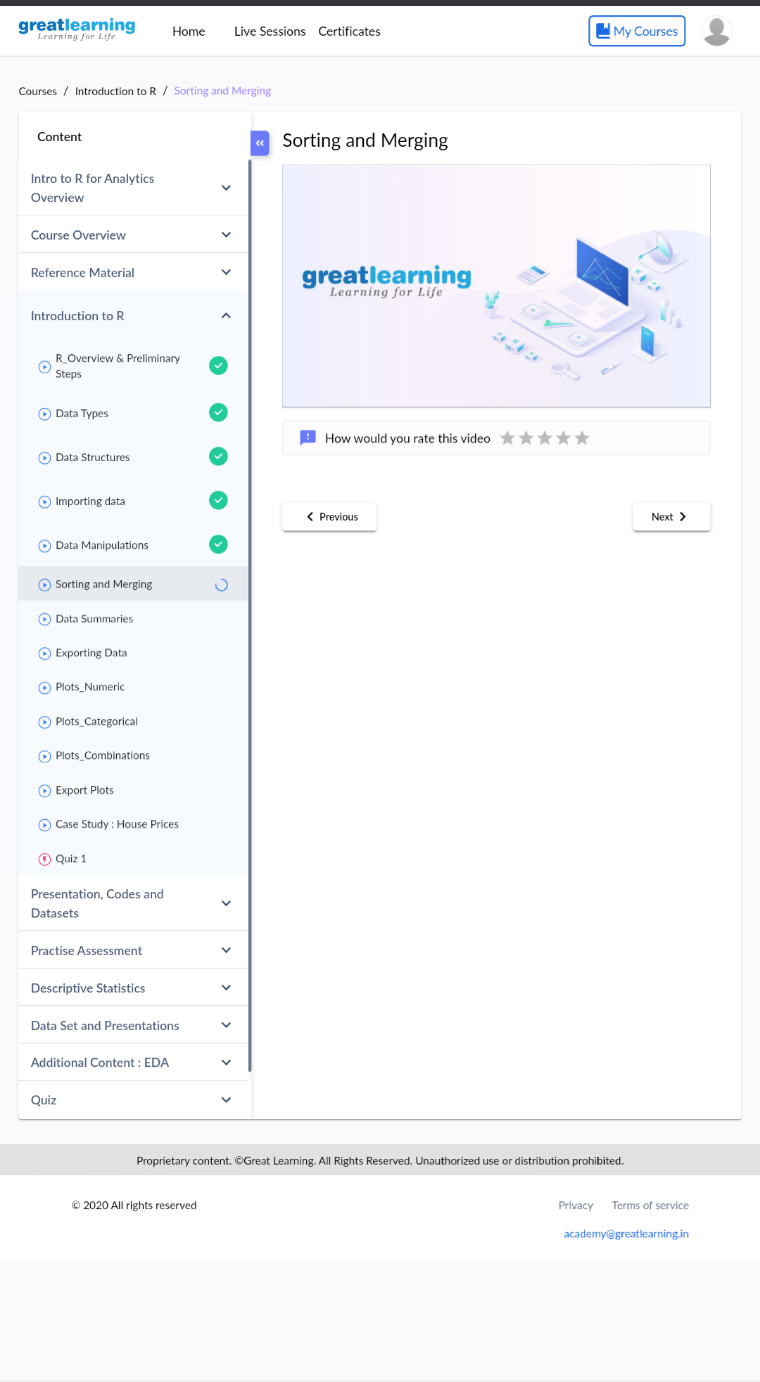 greatlearning
Learning for Life
Home Live Sessions Certificates
My Courses
Courses / Introduction to R / Sorting and Merging
Content
Intro to R for Analytics
Overview
Course Overview
Reference Material
Introduction to R
R_Overview & Preliminary
Steps
Data Types
Data Structures
Importing data
Data Manipulations
Sorting and Merging
Data Summaries
Exporting Data
Plots_Numeric
Plots_Categorical
Plots_Combinations
Export Plots
Case Study : House Prices
Quiz 1
Presentation, Codes and
Datasets
Practise Assessment
Descriptive Statistics
Data Set and Presentations
Additional Content : EDA
Quiz
Sorting and Merging
greatlearning
Learning for Life
How would you rate this video
Previous
Next
Proprietary content. ©Great Learning. All Rights Reserved. Unauthorized use or distribution prohibited.
© 2020 All rights reserved
Privacy Terms of service
academy@greatlearning.in